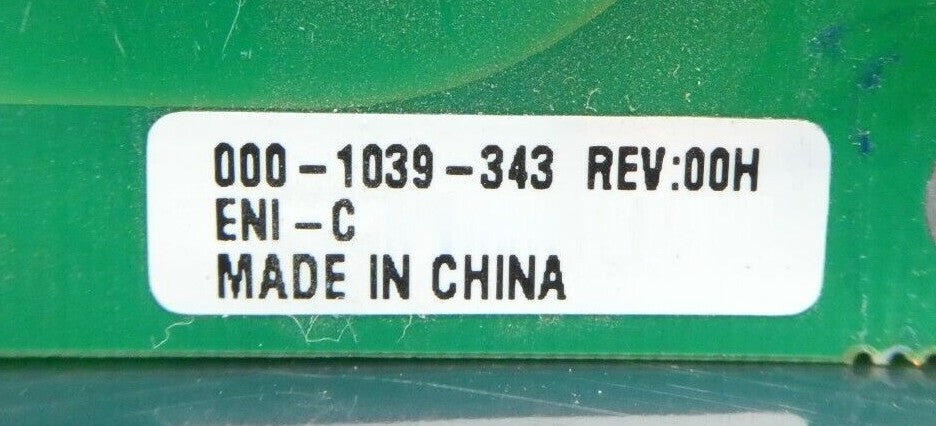 000-1039-343 REV:00H
ENI-C
MADE IN CHINA